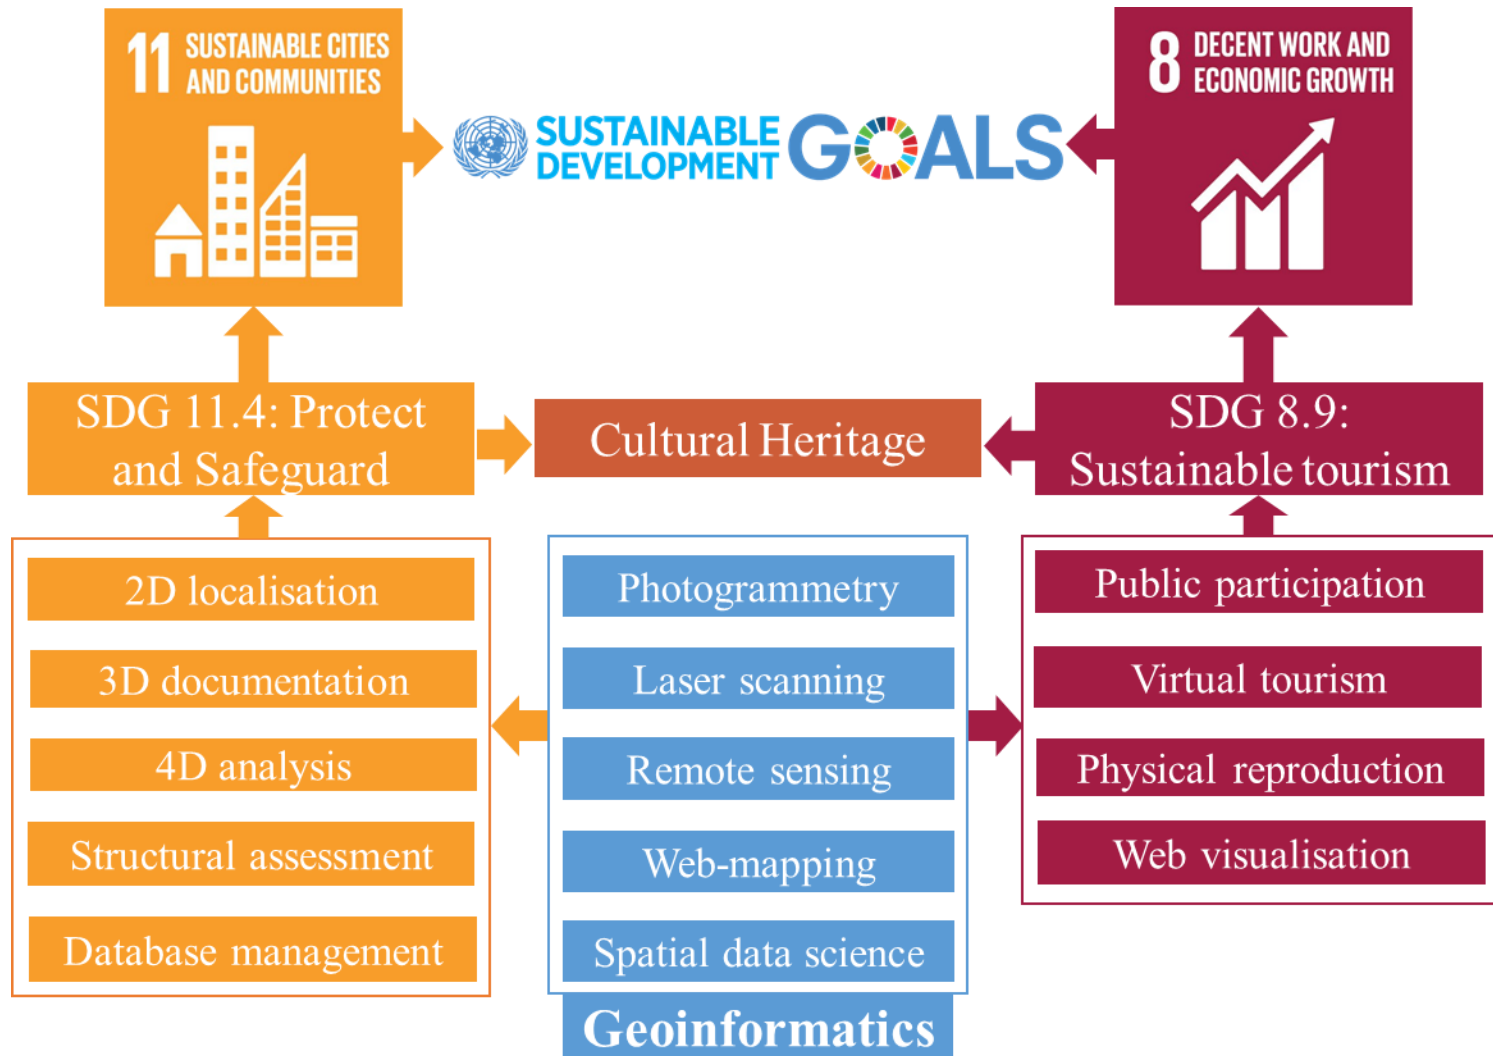 11 SUSTAINABLE CITIES
AND COMMUNITIES
SUSTAINABLE
DEVELOPMENT GOALS
8 DECENT WORK AND
ECONOMIC GROWTH
SDG 11.4: Protect
and Safeguard
Cultural Heritage
SDG 8.9:
Sustainable tourism
2D localisation
3D documentation
4D analysis
Structural assessment
Database management
Photogrammetry
Laser scanning
Remote sensing
Web-mapping
Spatial data science
Geoinformatics
Public participation
Virtual tourism
Physical reproduction
Web visualisation